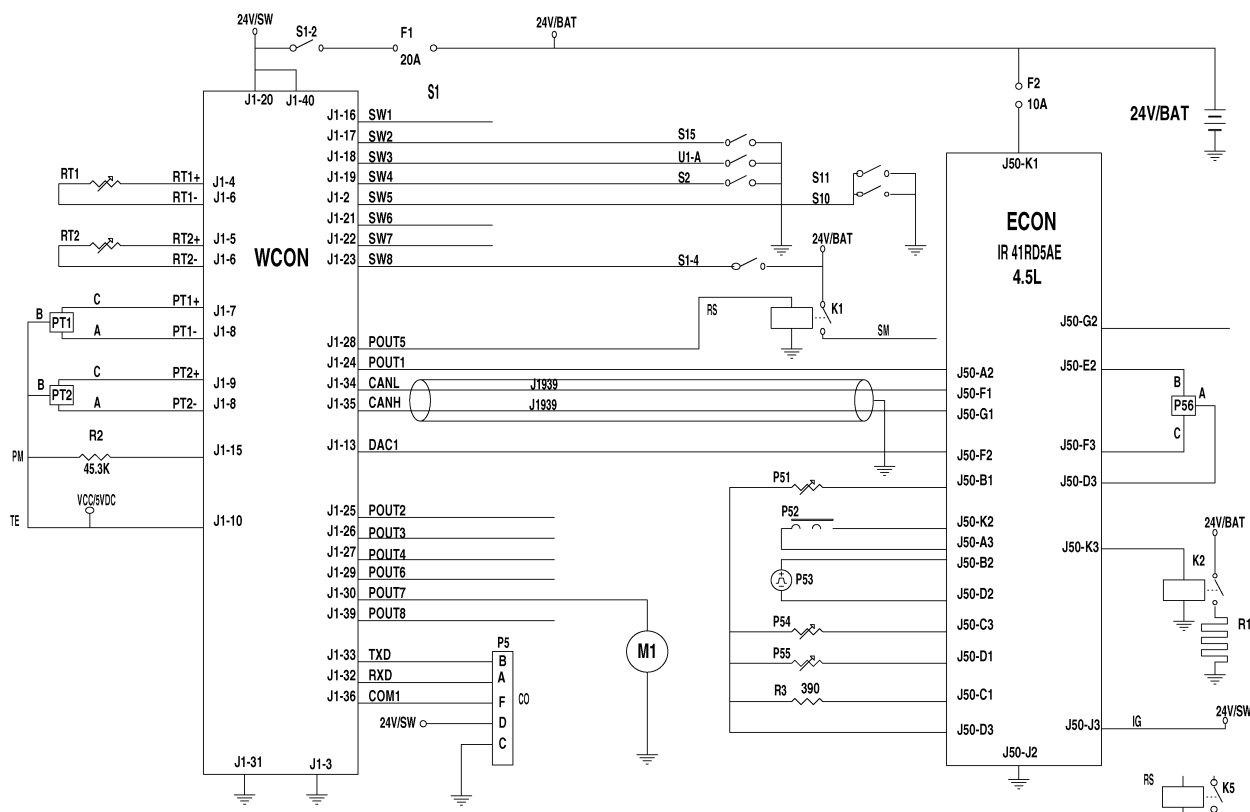 24V/SW
S1-2
F1
20A
24V/BAT
F2
10A
24V/BAT
S1
J1-20 J1-40
J1-16 SW1
J1-17 SW2
J1-18 SW3
J1-19 SW4
J1-2 SW5
J1-21 SW6
J1-22 SW7
J1-23 SW8
S15
U1-A
S2
S11
S10
S1-4
24V/BAT
RT1 RT1+ J1-4
RT1- J1-6
RT2 RT2+ J1-5
RT2- J1-6
WCON
B PT1 C PT1+ J1-7
A PT1- J1-8
B PT2 C PT2+ J1-9
A PT2- J1-8
PM R2 J1-15
45.3K
VCC/5VDC
TE J1-10
RS K1
SM
J1-28 POUT5
J1-24 POUT1
J1-34 CANL J1939
J1-35 CANH J1939
J1-13 DAC1
J1-25 POUT2
J1-26 POUT3
J1-27 POUT4
J1-29 POUT6
J1-30 POUT7
J1-39 POUT8
M1
P5
J1-33 TXD B
J1-32 RXD A
J1-36 COM1 F CO
24V/SW D
C
J1-31 J1-3
J50-K1
ECON
IR 41RD5AE
4.5L
J50-A2
J50-F1
J50-G1
J50-F2
P51 J50-B1
P52 J50-K2
J50-A3
J50-B2
P53
J50-D2
P54 J50-C3
P55 J50-D1
R3 390 J50-C1
J50-D3
J50-J2
J50-G2
J50-E2
B
P56 A
C
J50-F3
J50-D3
24V/BAT
J50-K3
K2
R1
J50-J3 IG 24V/SW
RS K5